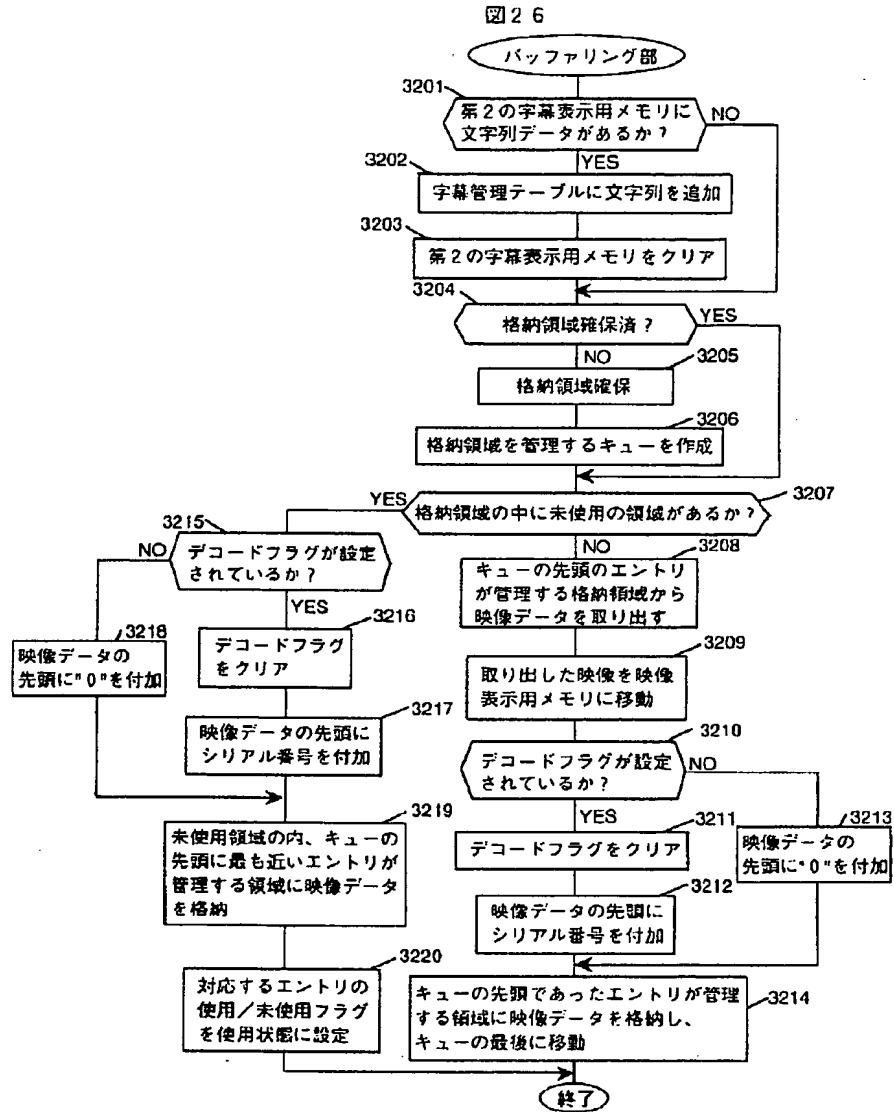 図26
バッファリング部
3201
第2の字幕表示用メモリに
文字列データがあるか？
NO
YES
3202
字幕管理テーブルに文字列を追加
3203
第2の字幕表示用メモリをクリア
3204
格納領域確保済？
YES
NO
3205
格納領域確保
3206
格納領域を管理するキューを作成
3207
格納領域の中に未使用の領域があるか？
YES
NO
3208
キューの先頭のエントリ
が管理する格納領域から
映像データを取り出す
3209
取り出した映像を映像
表示用メモリに移動
3210
デコードフラグが設定
されているか？
NO
YES
3211
デコードフラグをクリア
3212
映像データの先頭に
シリアル番号を付加
3213
映像データの
先頭に"0"を付加
3214
キューの先頭であったエントリが管理
する領域に映像データを格納し、
キューの最後に移動
3215
デコードフラグが設定
されているか？
NO
YES
3216
デコードフラグ
をクリア
3217
映像データの先頭に
シリアル番号を付加
3218
映像データの
先頭に"0"を付加
3219
未使用領域の内、キューの
先頭に最も近いエントリが
管理する領域に映像データ
を格納
3220
対応するエントリの
使用／未使用フラグ
を使用状態に設定
終了